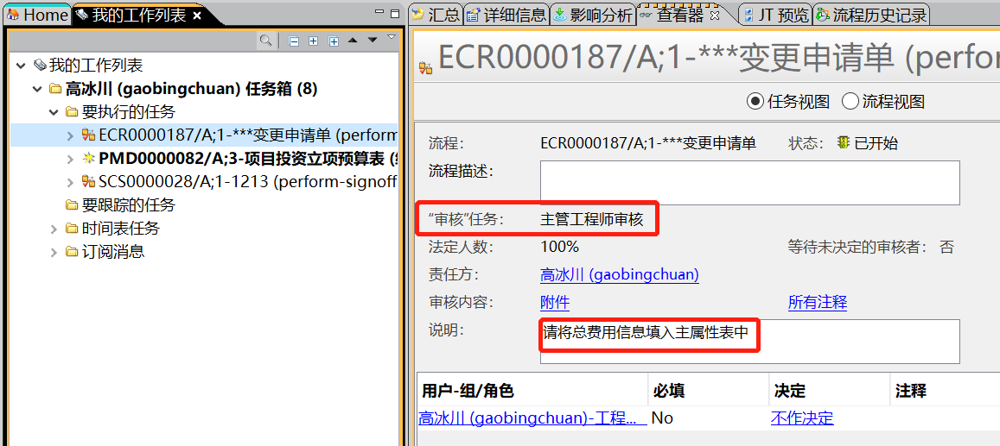 Home
我的工作列表
汇总
详细信息
影响分析
查看器
JT 预览
流程历史记录
我的工作列表
高冰川 (gaobingchuan) 任务箱 (8)
要执行的任务
ECR0000187/A;1-***变更申请单 (perform
PMD0000082/A;3-项目投资立项预算表 (
SCS0000028/A;1-1213 (perform-signoff
要跟踪的任务
时间表任务
订阅消息
ECR0000187/A;1-***变更申请单 (perfor
任务视图 流程视图
流程: ECR0000187/A;1-***变更申请单 状态: 已开始
流程描述:
“审核”任务: 主管工程师审核
法定人数: 100% 等待未决定的审核者: 否
责任方: 高冰川 (gaobingchuan)
审核内容: 附件 所有注释
说明: 请将总费用信息填入主属性表中
用户-组/角色 必填 决定 注释
高冰川 (gaobingchuan)-工程... No 不作决定